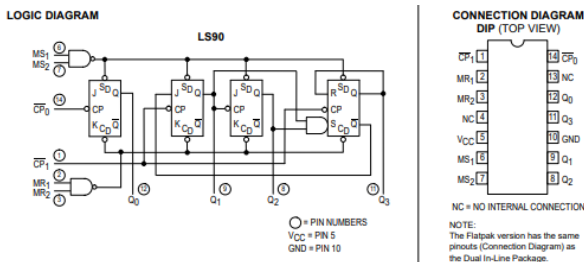 LOGIC DIAGRAM
LS90
MS1 6
MS2 7
J SD Q
J SD Q
J SD Q
R SD Q
CP0 14
CP
CP
CP
CP
K CD Q
K CD Q
K CD Q
S CD Q
CP1 1
MR1 2
MR2 3
Q0 12
Q1 9
Q2 8
Q3 11
= PIN NUMBERS
VCC = PIN 5
GND = PIN 10
CONNECTION DIAGRAM
DIP (TOP VIEW)
CP1 1
14 CP0
MR1 2
13 NC
MR2 3
12 Q0
NC 4
11 Q3
VCC 5
10 GND
MS1 6
9 Q1
MS2 7
8 Q2
NC = NO INTERNAL CONNECTION
NOTE:
The Flatpak version has the same
pinouts (Connection Diagram) as
the Dual In-Line Package.